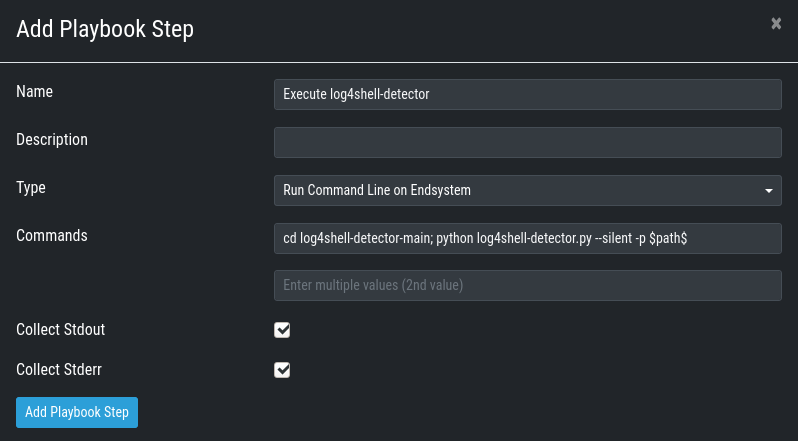 Add Playbook Step
×
Name
Execute log4shell-detector
Description
Type
Run Command Line on Endsystem
Commands
cd log4shell-detector-main; python log4shell-detector.py --silent -p $path$
Enter multiple values (2nd value)
Collect Stdout
Collect Stderr
Add Playbook Step